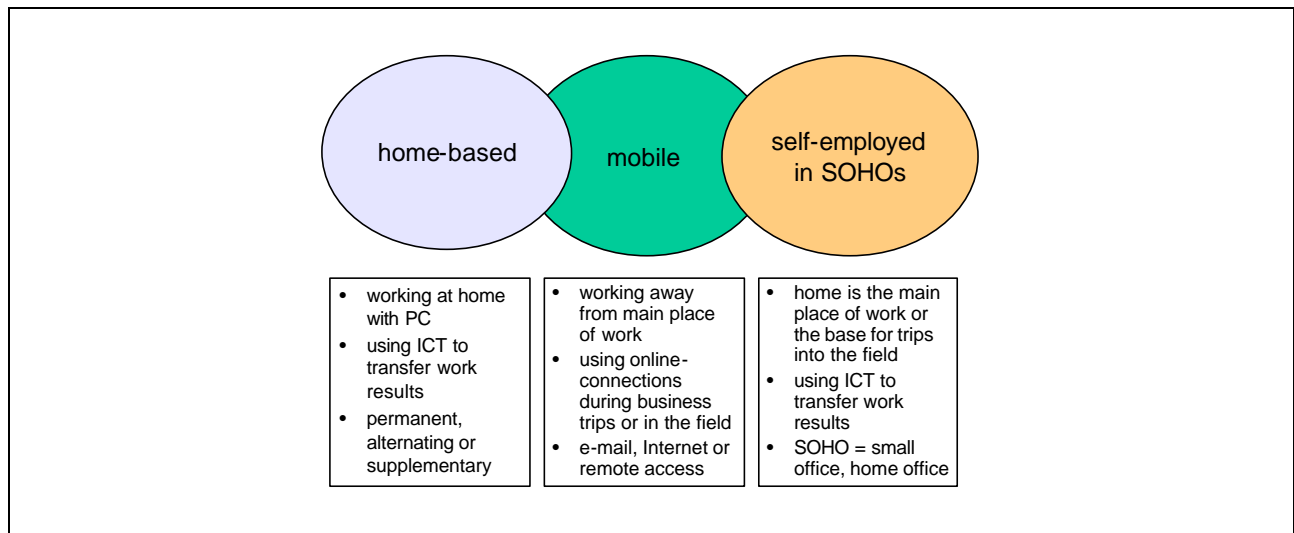 home-based
mobile
self-employed
in SOHOs
• working at home
with PC
• using ICT to
transfer work
results
• permanent,
alternating or
supplementary
• working away
from main place
of work
• using online-
connections
during business
trips or in the field
• e-mail, Internet or
remote access
• home is the main
place of work or
the base for trips
into the field
• using ICT to
transfer work
results
• SOHO = small
office, home office